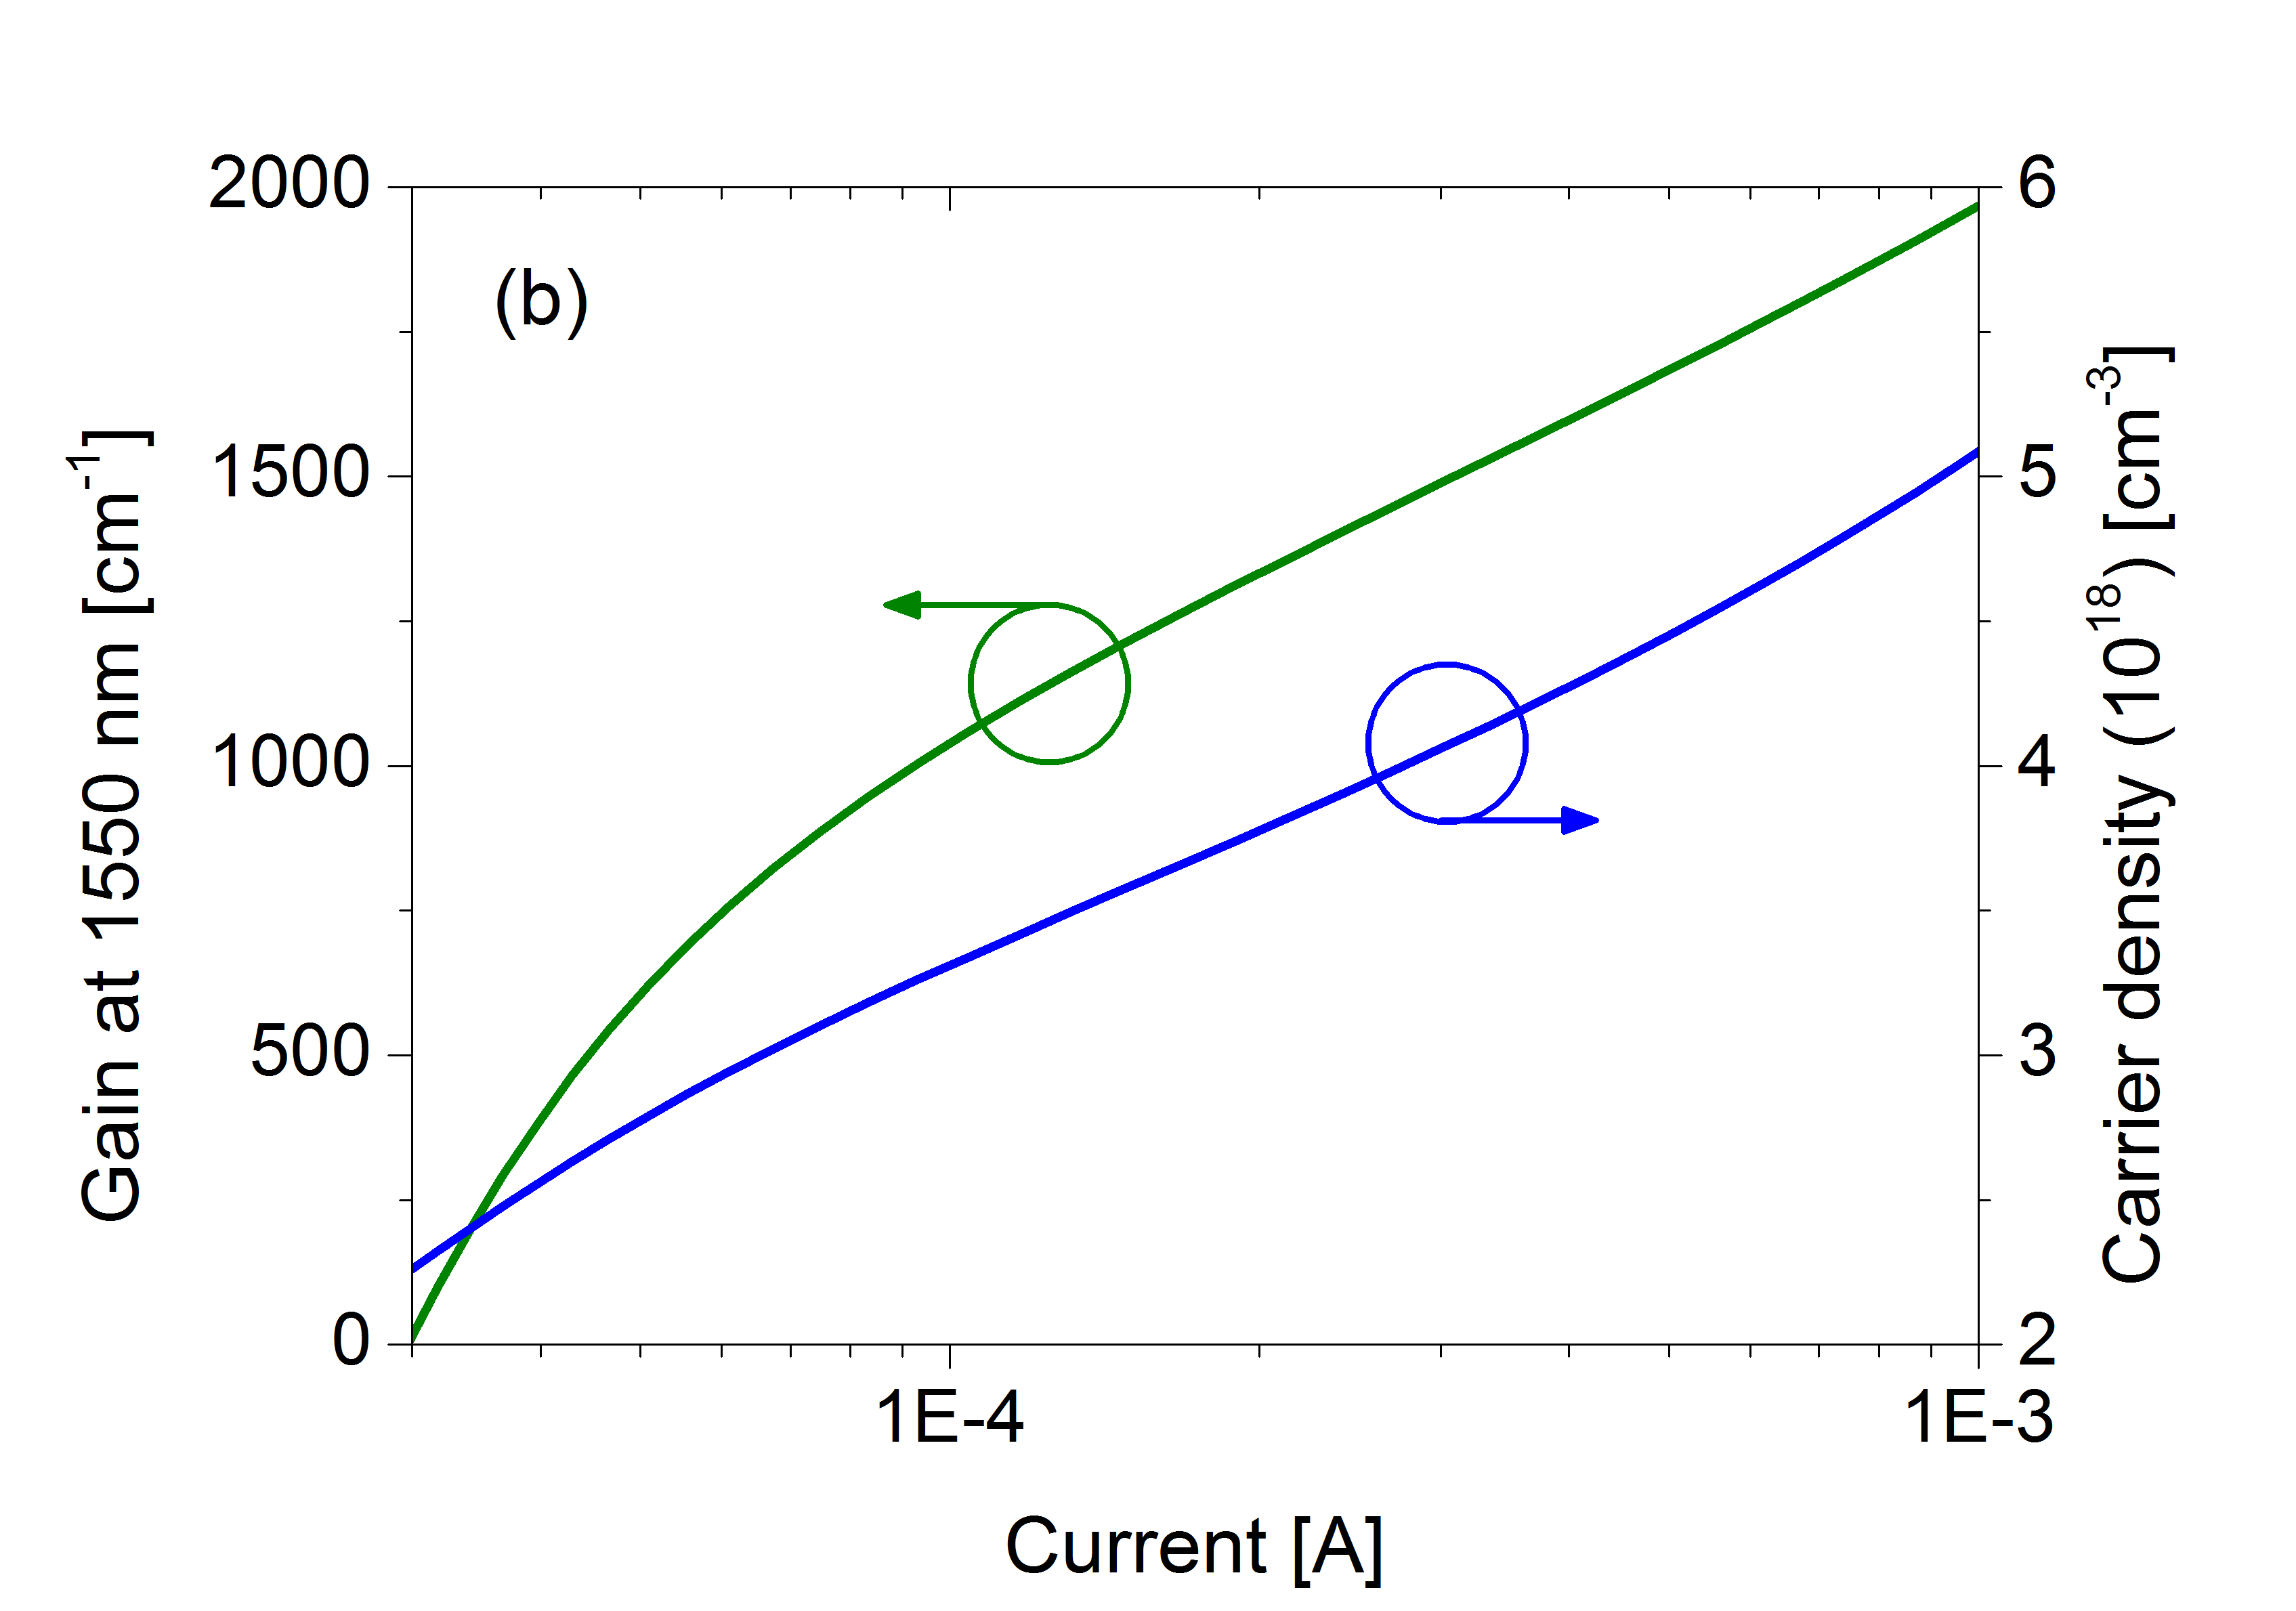 (b)
2000
1500
1000
500
0
Gain at 1550 nm [cm⁻¹]
6
5
4
3
2
Carrier density (10¹⁸) [cm⁻³]
1E-4
1E-3
Current [A]